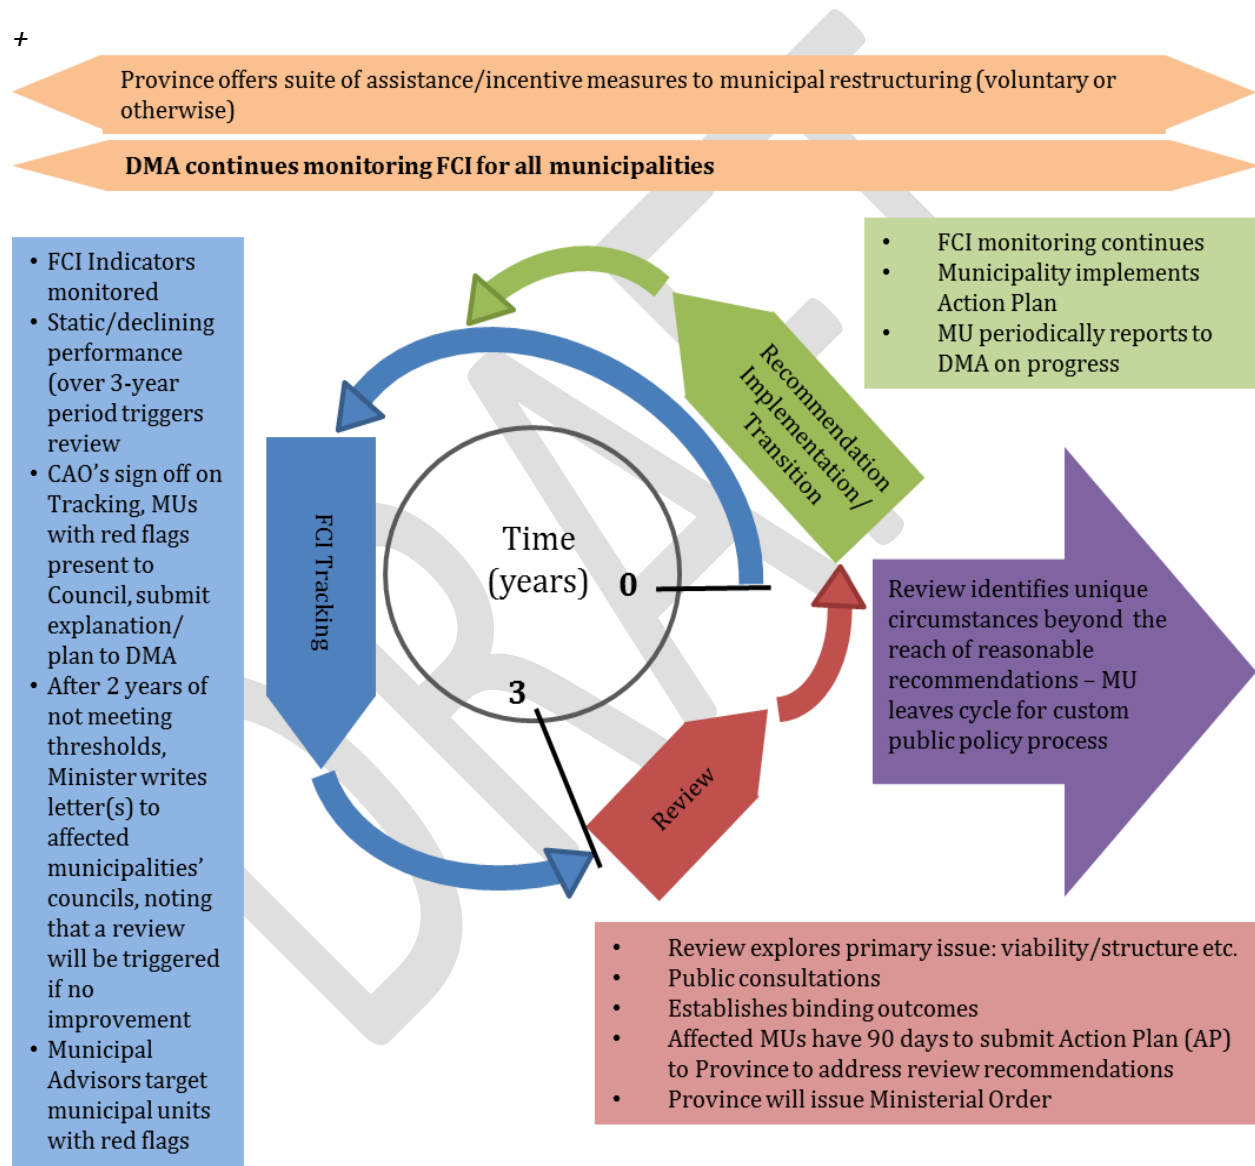 +
Province offers suite of assistance/incentive measures to municipal restructuring (voluntary or
otherwise)
DMA continues monitoring FCI for all municipalities
• FCI Indicators
monitored
• Static/declining
performance
(over 3-year
period triggers
review
• CAO’s sign off on
Tracking, MUs
with red flags
present to
Council, submit
explanation/
plan to DMA
• After 2 years of
not meeting
thresholds,
Minister writes
letter(s) to
affected
municipalities’
councils, noting
that a review
will be triggered
if no
improvement
• Municipal
Advisors target
municipal units
with red flags
FCI Tracking
Time
(years)
0
3
Review
Recommendation
Implementation/
Transition
• FCI monitoring continues
• Municipality implements
Action Plan
• MU periodically reports to
DMA on progress
Review identifies unique
circumstances beyond the
reach of reasonable
recommendations – MU
leaves cycle for custom
public policy process
• Review explores primary issue: viability/structure etc.
• Public consultations
• Establishes binding outcomes
• Affected MUs have 90 days to submit Action Plan (AP)
to Province to address review recommendations
• Province will issue Ministerial Order
DRAFT